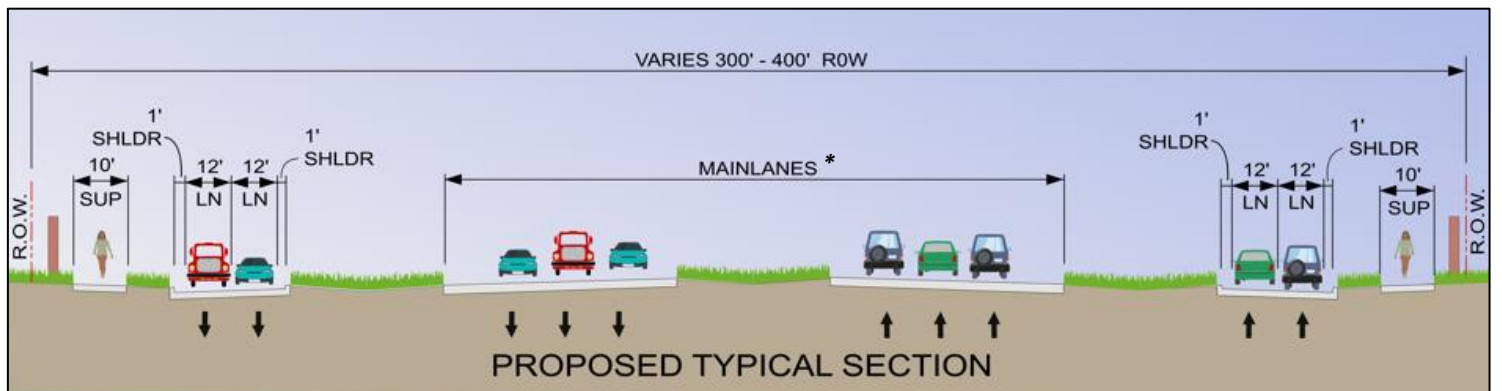 VARIES 300' - 400' R0W
1'
SHLDR
1'
SHLDR
10'
SUP
12'
LN
12'
LN
MAINLANES *
1'
SHLDR
1'
SHLDR
12'
LN
12'
LN
10'
SUP
R.O.W.
R.O.W.
PROPOSED TYPICAL SECTION